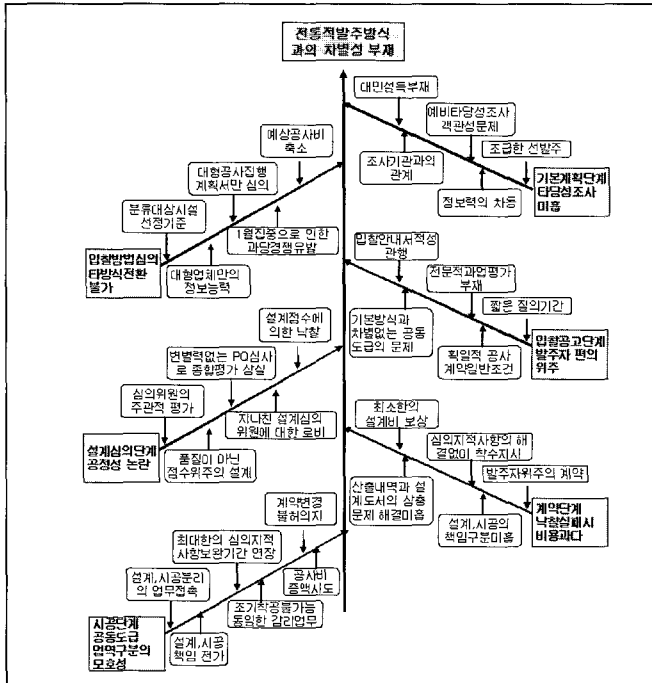 전통적발주방식
과의 차별성 부재
대민설득부재
예비타당성조사
객관성문제
조급한 선발주
조사기관과의
관계
정보력의 차등
기본계획단계
타당성조사
미흡
예상공사비
축소
대형공사집행
계획서만 심의
분류대상시설
선정기준
1월집중으로 인한
과당경쟁유발
대형업체만의
정보능력
입찰방법심의
타방식전환
불가
입찰안내서작성
관행
전문적과업평가
부재
짧은 질의기간
기본방식과
차별없는 공동
도급의 문제
획일적 공사
계약일반조건
입찰공고단계
발주자 편의
위주
설계점수에
의한 낙찰
변별력없는 PQ심사
로 종합평가 상실
심의위원의
주관적 평가
지나친 설계심의
위원에 대한 로비
품질이 아닌
점수위주의 설계
설계심의단계
공정성 논란
최소한의
설계비 보상
심의지적사항의 해
결없이 착수지시
발주자위주의 계약
산출내역과 설
계도서의 상충
문제 해결미흡
설계,시공의
책임구분미흡
계약단계
낙찰실패시
비용과다
계약변경
불허의지
최대한의 심의지적
사항보완기간 연장
설계,시공분리
의 업무접촉
공사비
증액시도
조기착공불가능
동일한 감리업무
설계,시공
책임 전가
시공단계
공동도급
업역구분의
모호성